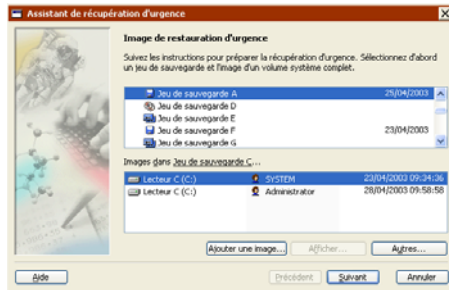 Assistant de récupération d'urgence
Image de restauration d'urgence
Suivez les instructions pour préparer la récupération d'urgence. Sélectionnez d'abord
un jeu de sauvegarde et l'image d'un volume système complet.
Jeu de sauvegarde A 25/04/2003
Jeu de sauvegarde D
Jeu de sauvegarde E
Jeu de sauvegarde F 23/04/2003
Jeu de sauvegarde G
Images dans Jeu de sauvegarde C...
Lecteur C (C:) SYSTEM 23/04/2003 09:34:36
Lecteur C (C:) Administrator 28/04/2003 09:58:58
Ajouter une image... Afficher... Autres...
Aide Précédent Suivant Annuler